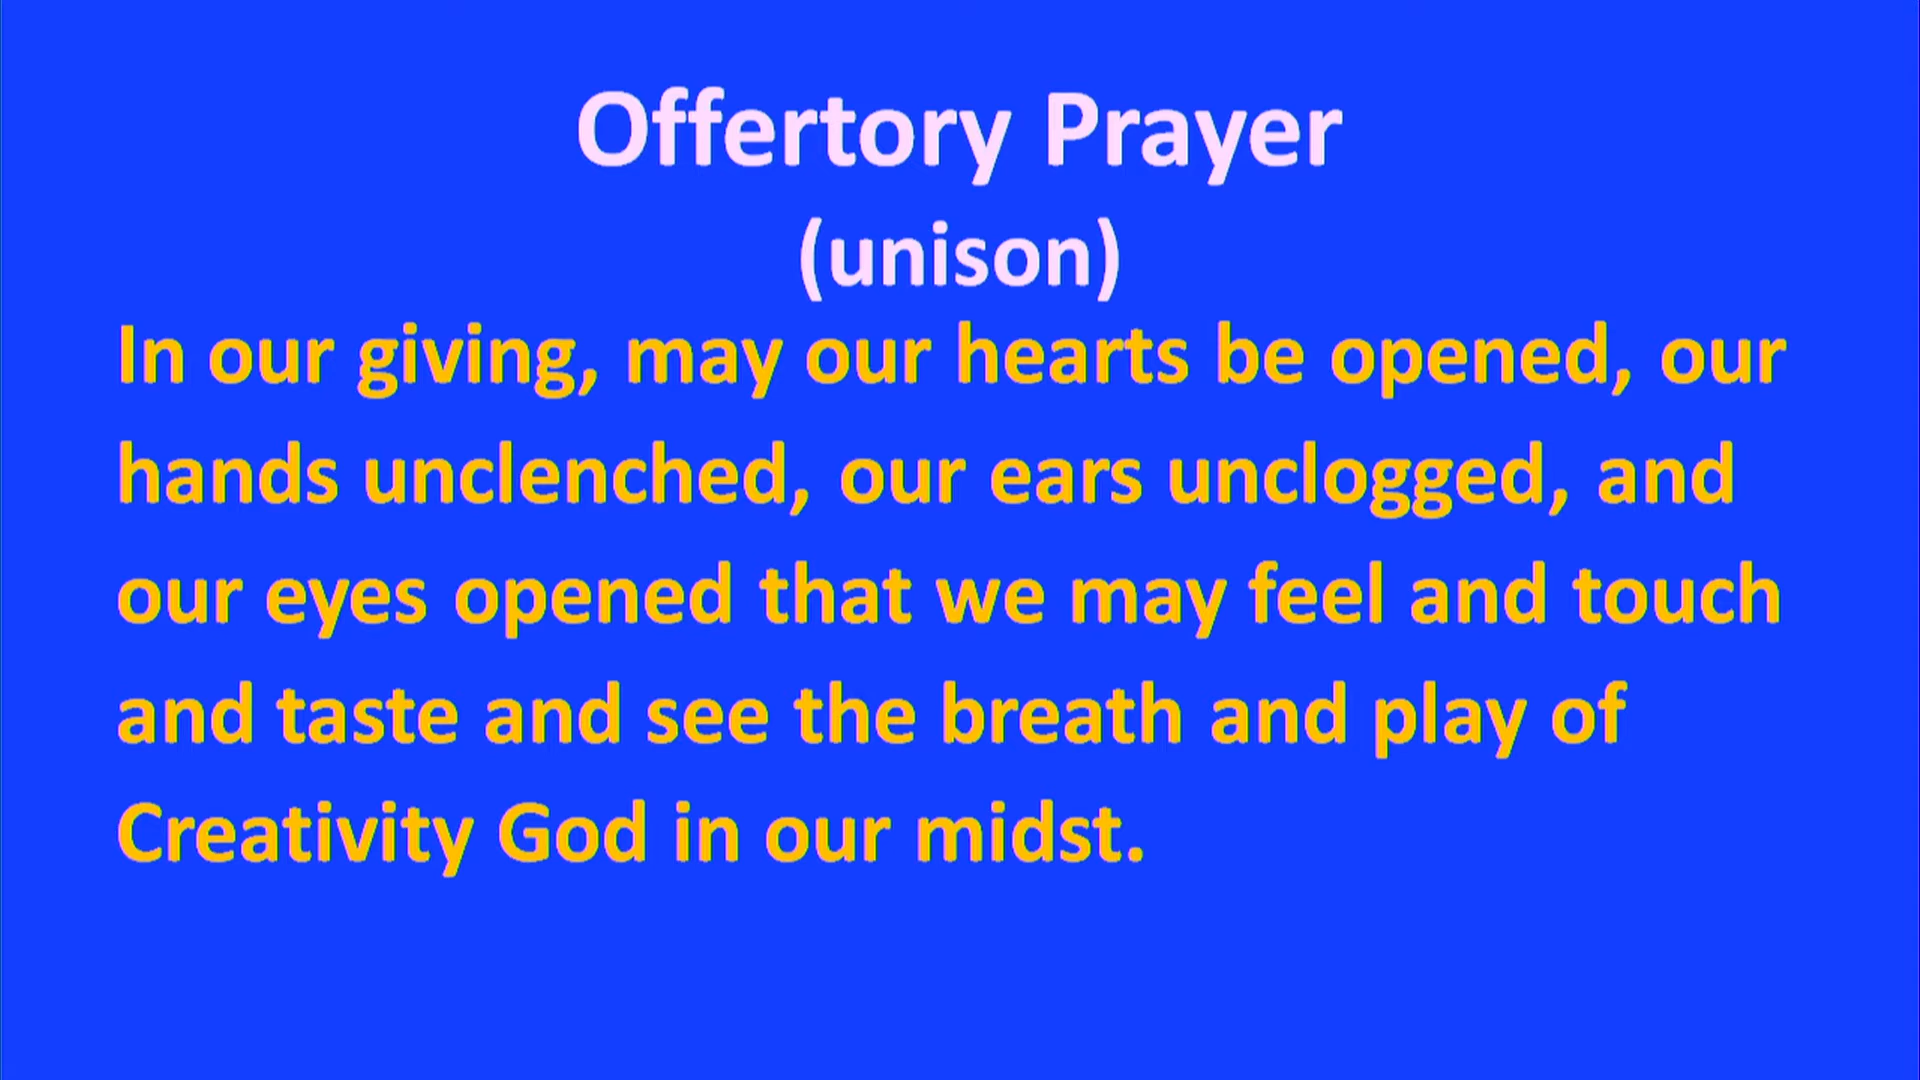 Offertory Prayer
(unison)
In our giving, may our hearts be opened, our
hands unclenched, our ears unclogged, and
our eyes opened that we may feel and touch
and taste and see the breath and play of
Creativity God in our midst.